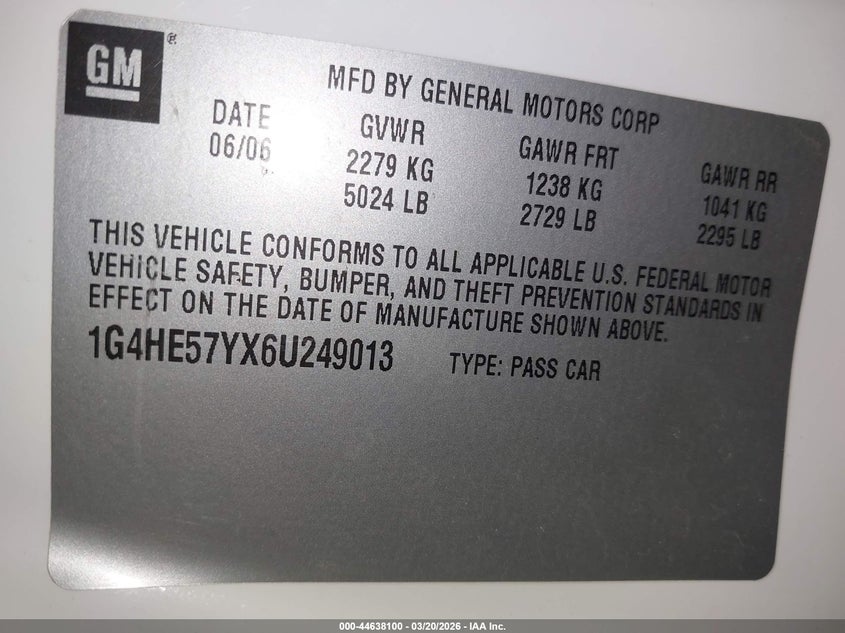 GM ®
MFD BY GENERAL MOTORS CORP
DATE GVWR GAWR FRT GAWR RR
06/06 2279 KG 1238 KG 1041 KG
5024 LB 2729 LB 2295 LB
THIS VEHICLE CONFORMS TO ALL APPLICABLE U.S. FEDERAL MOTOR
VEHICLE SAFETY, BUMPER, AND THEFT PREVENTION STANDARDS IN
EFFECT ON THE DATE OF MANUFACTURE SHOWN ABOVE.
1G4HE57YX6U249013 TYPE: PASS CAR
000-44638100 - 03/20/2026 - IAA Inc.